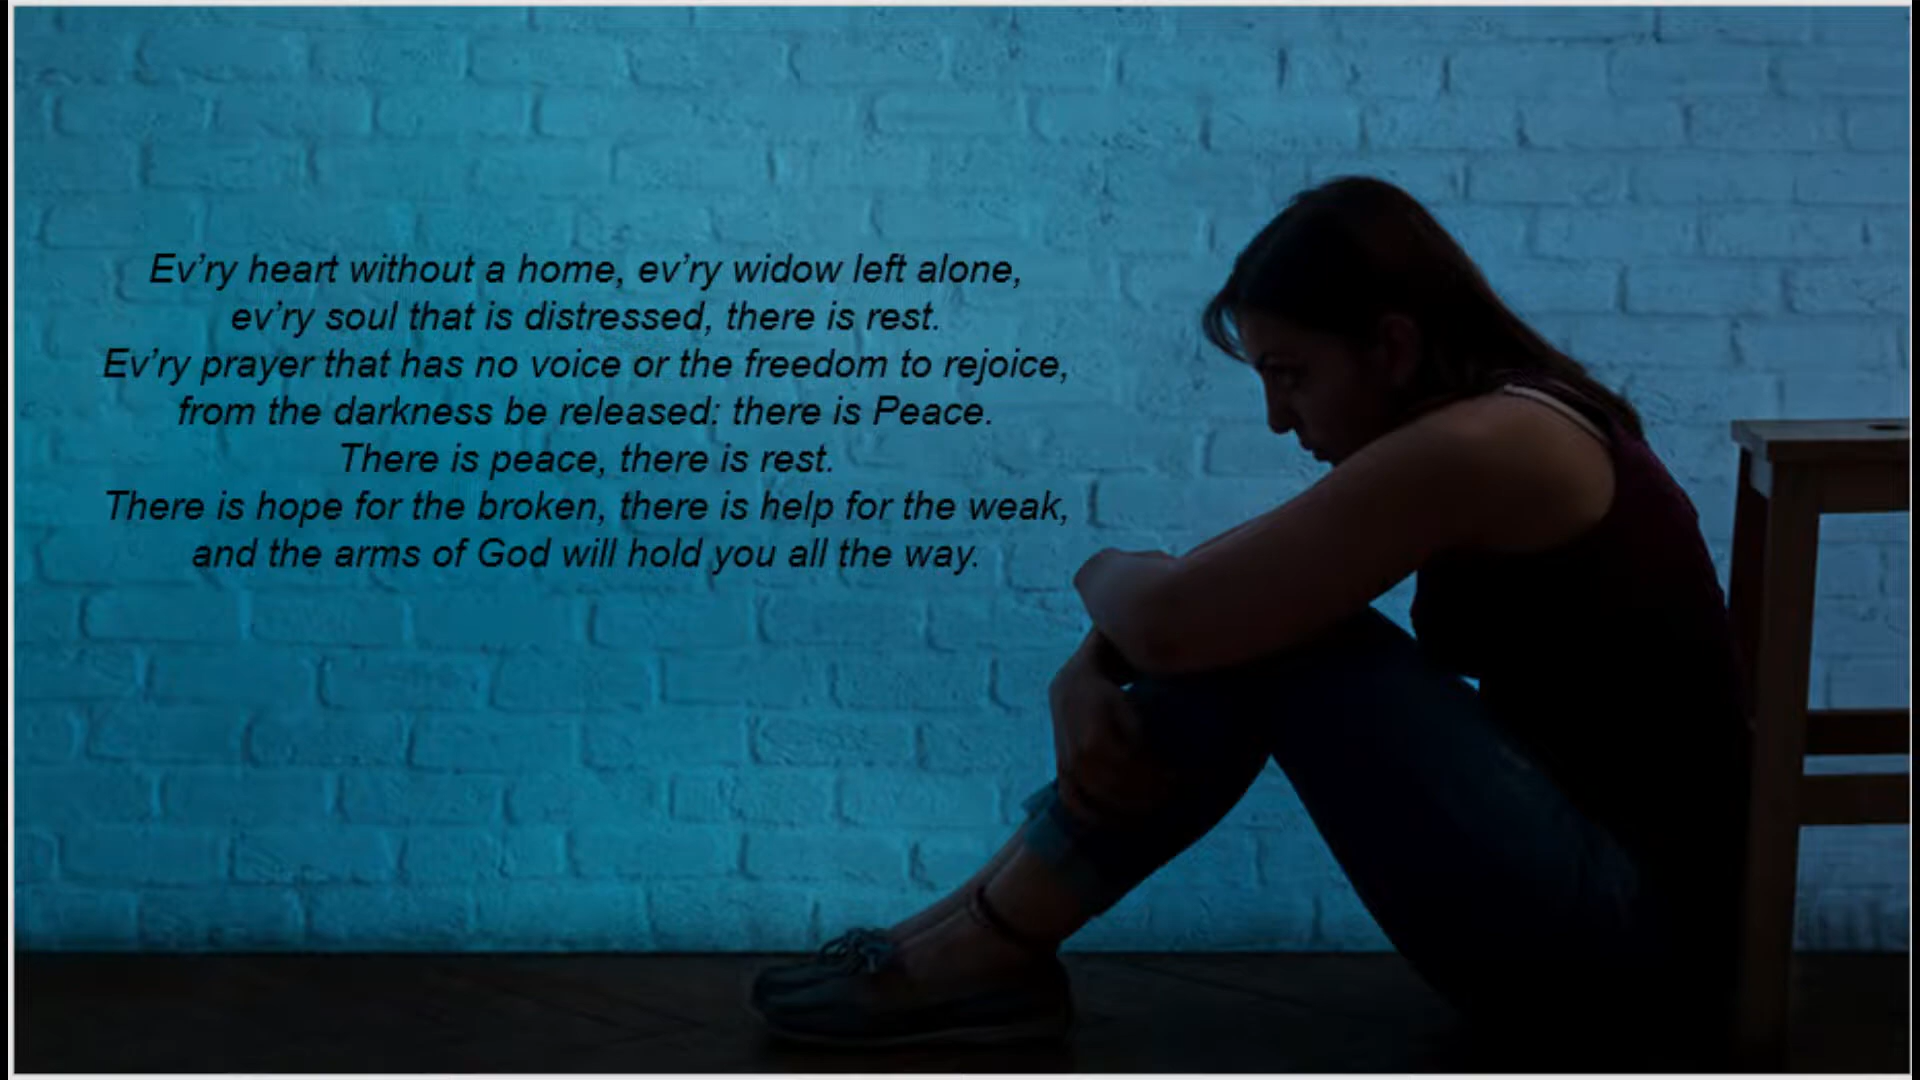 Ev’ry heart without a home, ev’ry widow left alone,
ev’ry soul that is distressed, there is rest.
Ev’ry prayer that has no voice or the freedom to rejoice,
from the darkness be released: there is Peace.
There is peace, there is rest.
There is hope for the broken, there is help for the weak,
and the arms of God will hold you all the way.